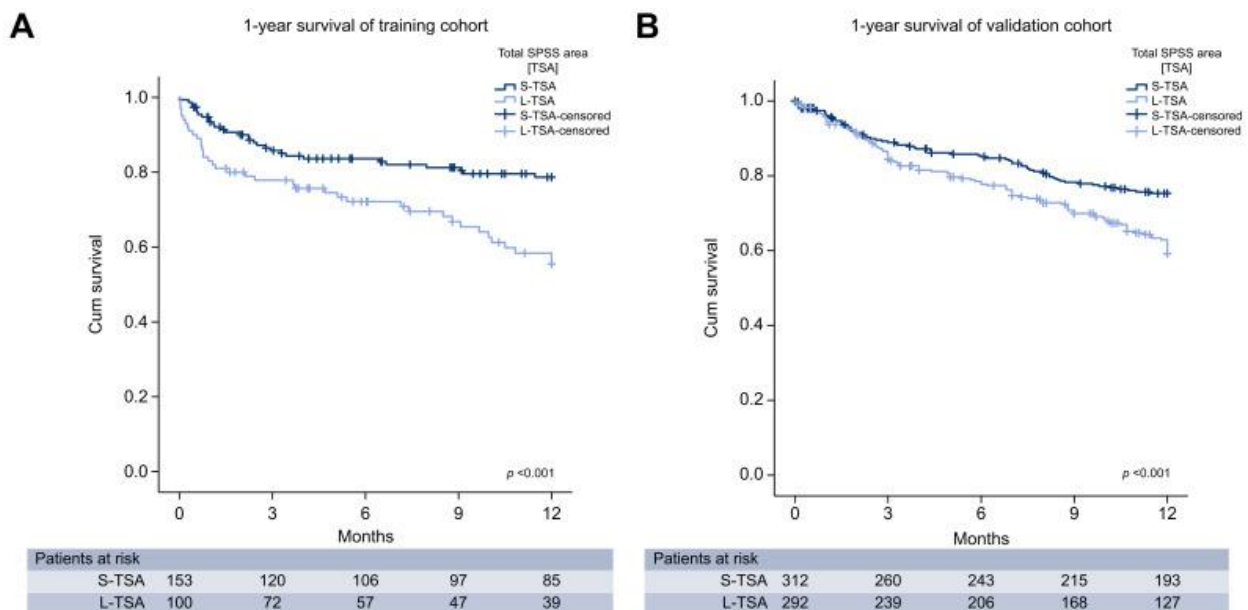 A
1-year survival of training cohort
Total SPSS area
[TSA]
S-TSA
L-TSA
S-TSA-censored
L-TSA-censored
1.0
0.8
0.6
0.4
0.2
0.0
Cum survival
p <0.001
0 3 6 9 12
Months
Patients at risk
S-TSA 153 120 106 97 85
L-TSA 100 72 57 47 39
B
1-year survival of validation cohort
Total SPSS area
[TSA]
S-TSA
L-TSA
S-TSA-censored
L-TSA-censored
1.0
0.8
0.6
0.4
0.2
0.0
Cum survival
p <0.001
0 3 6 9 12
Months
Patients at risk
S-TSA 312 260 243 215 193
L-TSA 292 239 206 168 127